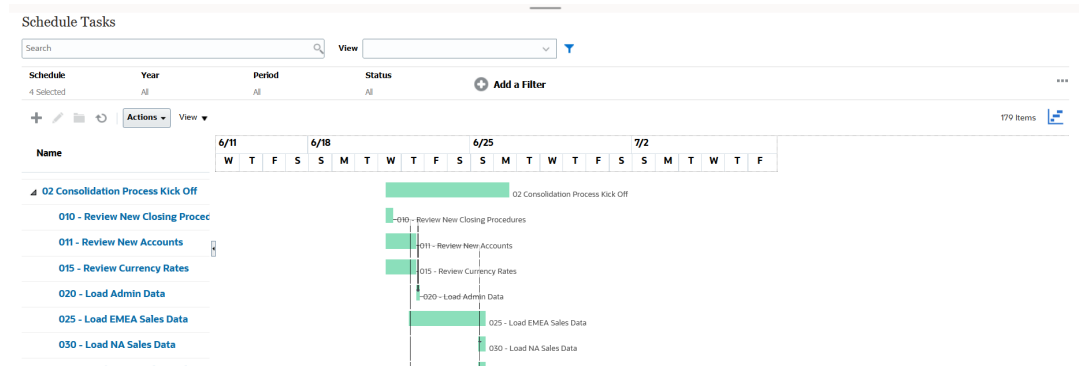 Schedule Tasks
Search View
Schedule Year Period Status Add a Filter
4 Selected All All All
Actions View 179 Items
Name 6/11 6/18 6/25 7/2
W T F S S M T W T F S S M T W T F S S M T W T F
02 Consolidation Process Kick Off 02 Consolidation Process Kick Off
010 - Review New Closing Proced 010 - Review New Closing Procedures
011 - Review New Accounts 011 - Review New Accounts
015 - Review Currency Rates 015 - Review Currency Rates
020 - Load Admin Data 020 - Load Admin Data
025 - Load EMEA Sales Data 025 - Load EMEA Sales Data
030 - Load NA Sales Data 030 - Load NA Sales Data